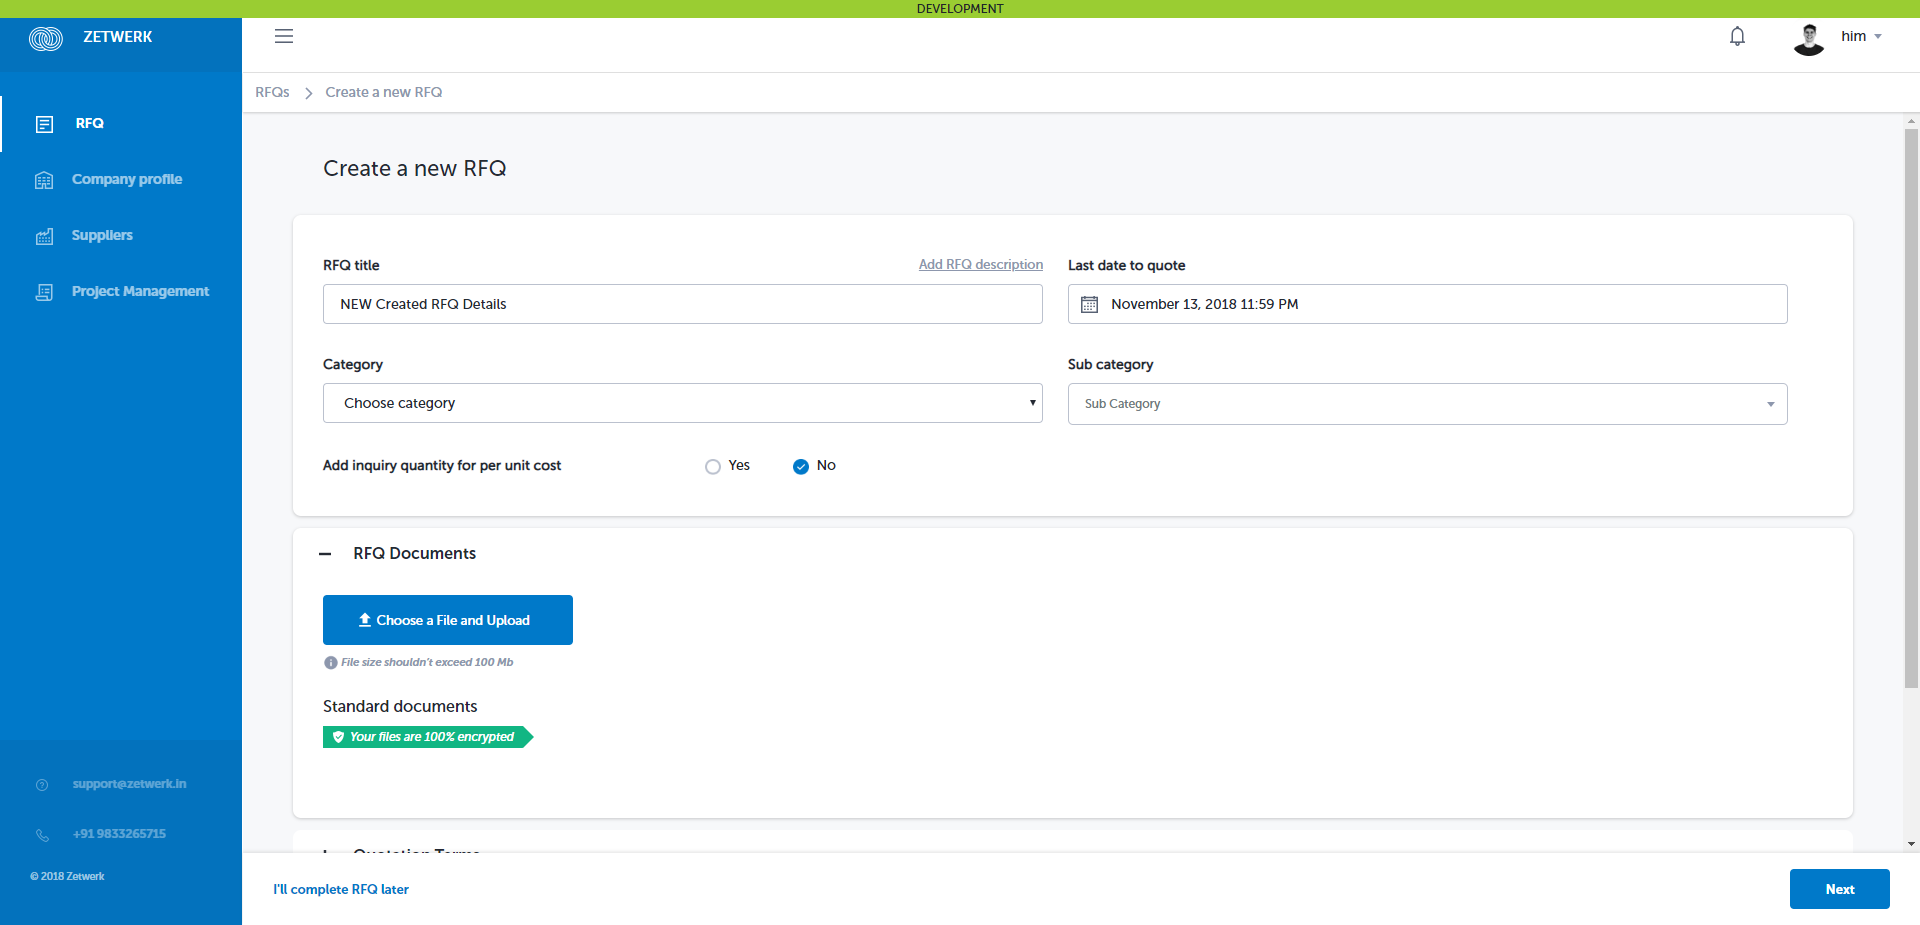 DEVELOPMENT
ZETWERK
him
RFQs
Create a new RFQ
RFQ
Company profile
Suppliers
Project Management
Create a new RFQ
RFQ title
Add RFQ description
Last date to quote
NEW Created RFQ Details
November 13, 2018 11:59 PM
Category
Sub category
Choose category
Sub Category
Add inquiry quantity for per unit cost
Yes
No
RFQ Documents
Choose a File and Upload
File size shouldn't exceed 100 Mb
Standard documents
Your files are 100% encrypted
Quotation Terms
support@zetwerk.in
+91 9833265715
© 2018 Zetwerk
I'll complete RFQ later
Next